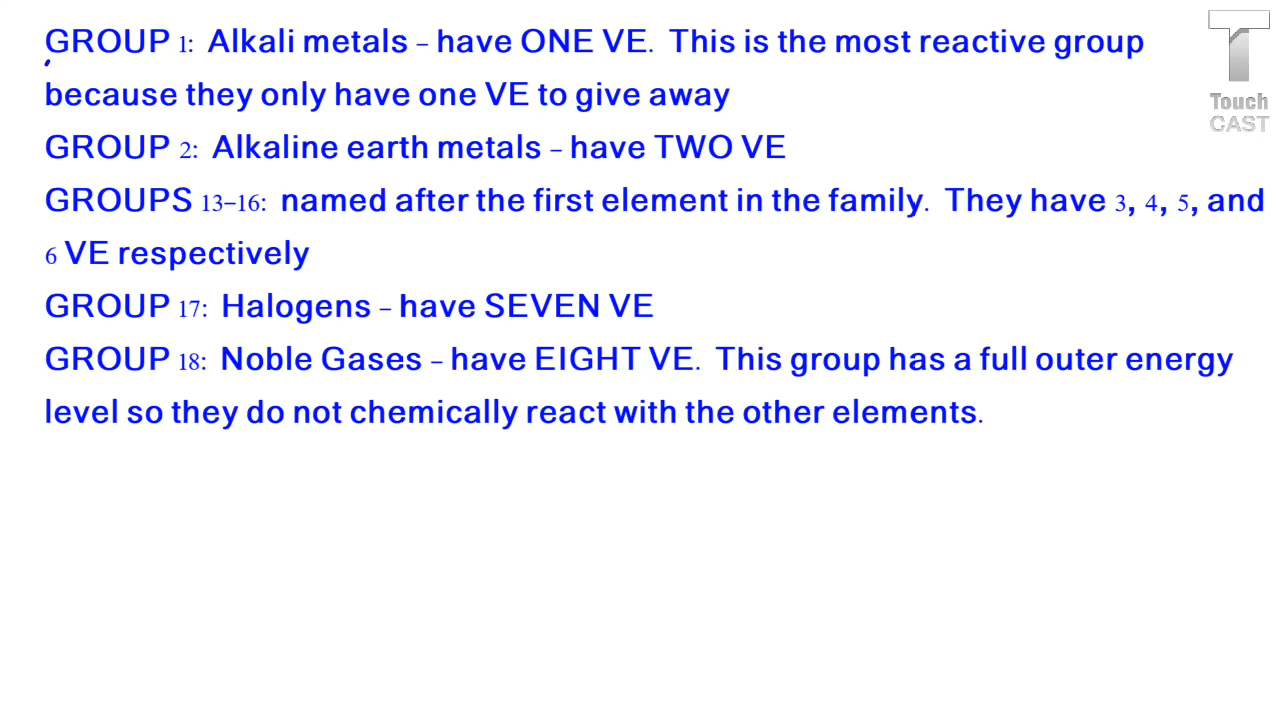 GROUP 1: Alkali metals – have ONE VE. This is the most reactive group
because they only have one VE to give away
GROUP 2: Alkaline earth metals – have TWO VE
GROUPS 13–16: named after the first element in the family. They have 3, 4, 5, and
6 VE respectively
GROUP 17: Halogens – have SEVEN VE
GROUP 18: Noble Gases – have EIGHT VE. This group has a full outer energy
level so they do not chemically react with the other elements.
Touch
CAST